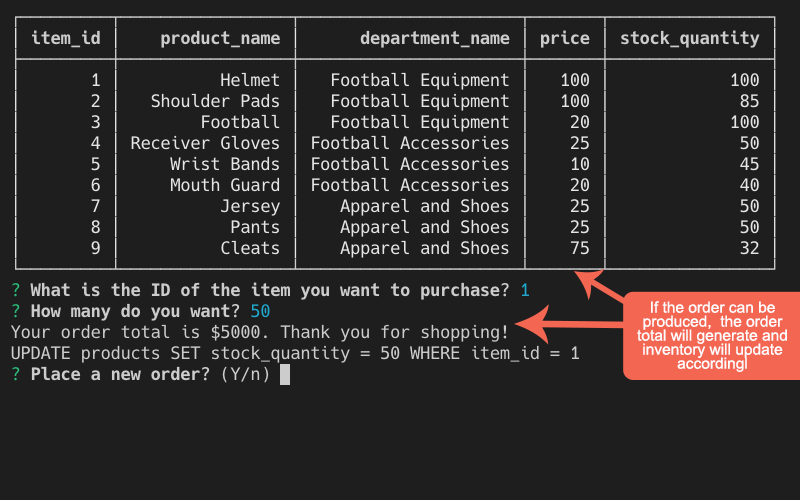 item_id product_name department_name price stock_quantity
1 Helmet Football Equipment 100 100
2 Shoulder Pads Football Equipment 100 85
3 Football Football Equipment 20 100
4 Receiver Gloves Football Accessories 25 50
5 Wrist Bands Football Accessories 10 45
6 Mouth Guard Football Accessories 20 40
7 Jersey Apparel and Shoes 25 50
8 Pants Apparel and Shoes 25 50
9 Cleats Apparel and Shoes 75 32
? What is the ID of the item you want to purchase? 1
? How many do you want? 50
Your order total is $5000. Thank you for shopping!
UPDATE products SET stock_quantity = 50 WHERE item_id = 1
? Place a new order? (Y/n)
If the order can be
produced, the order
total will generate and
inventory will update
accordingl